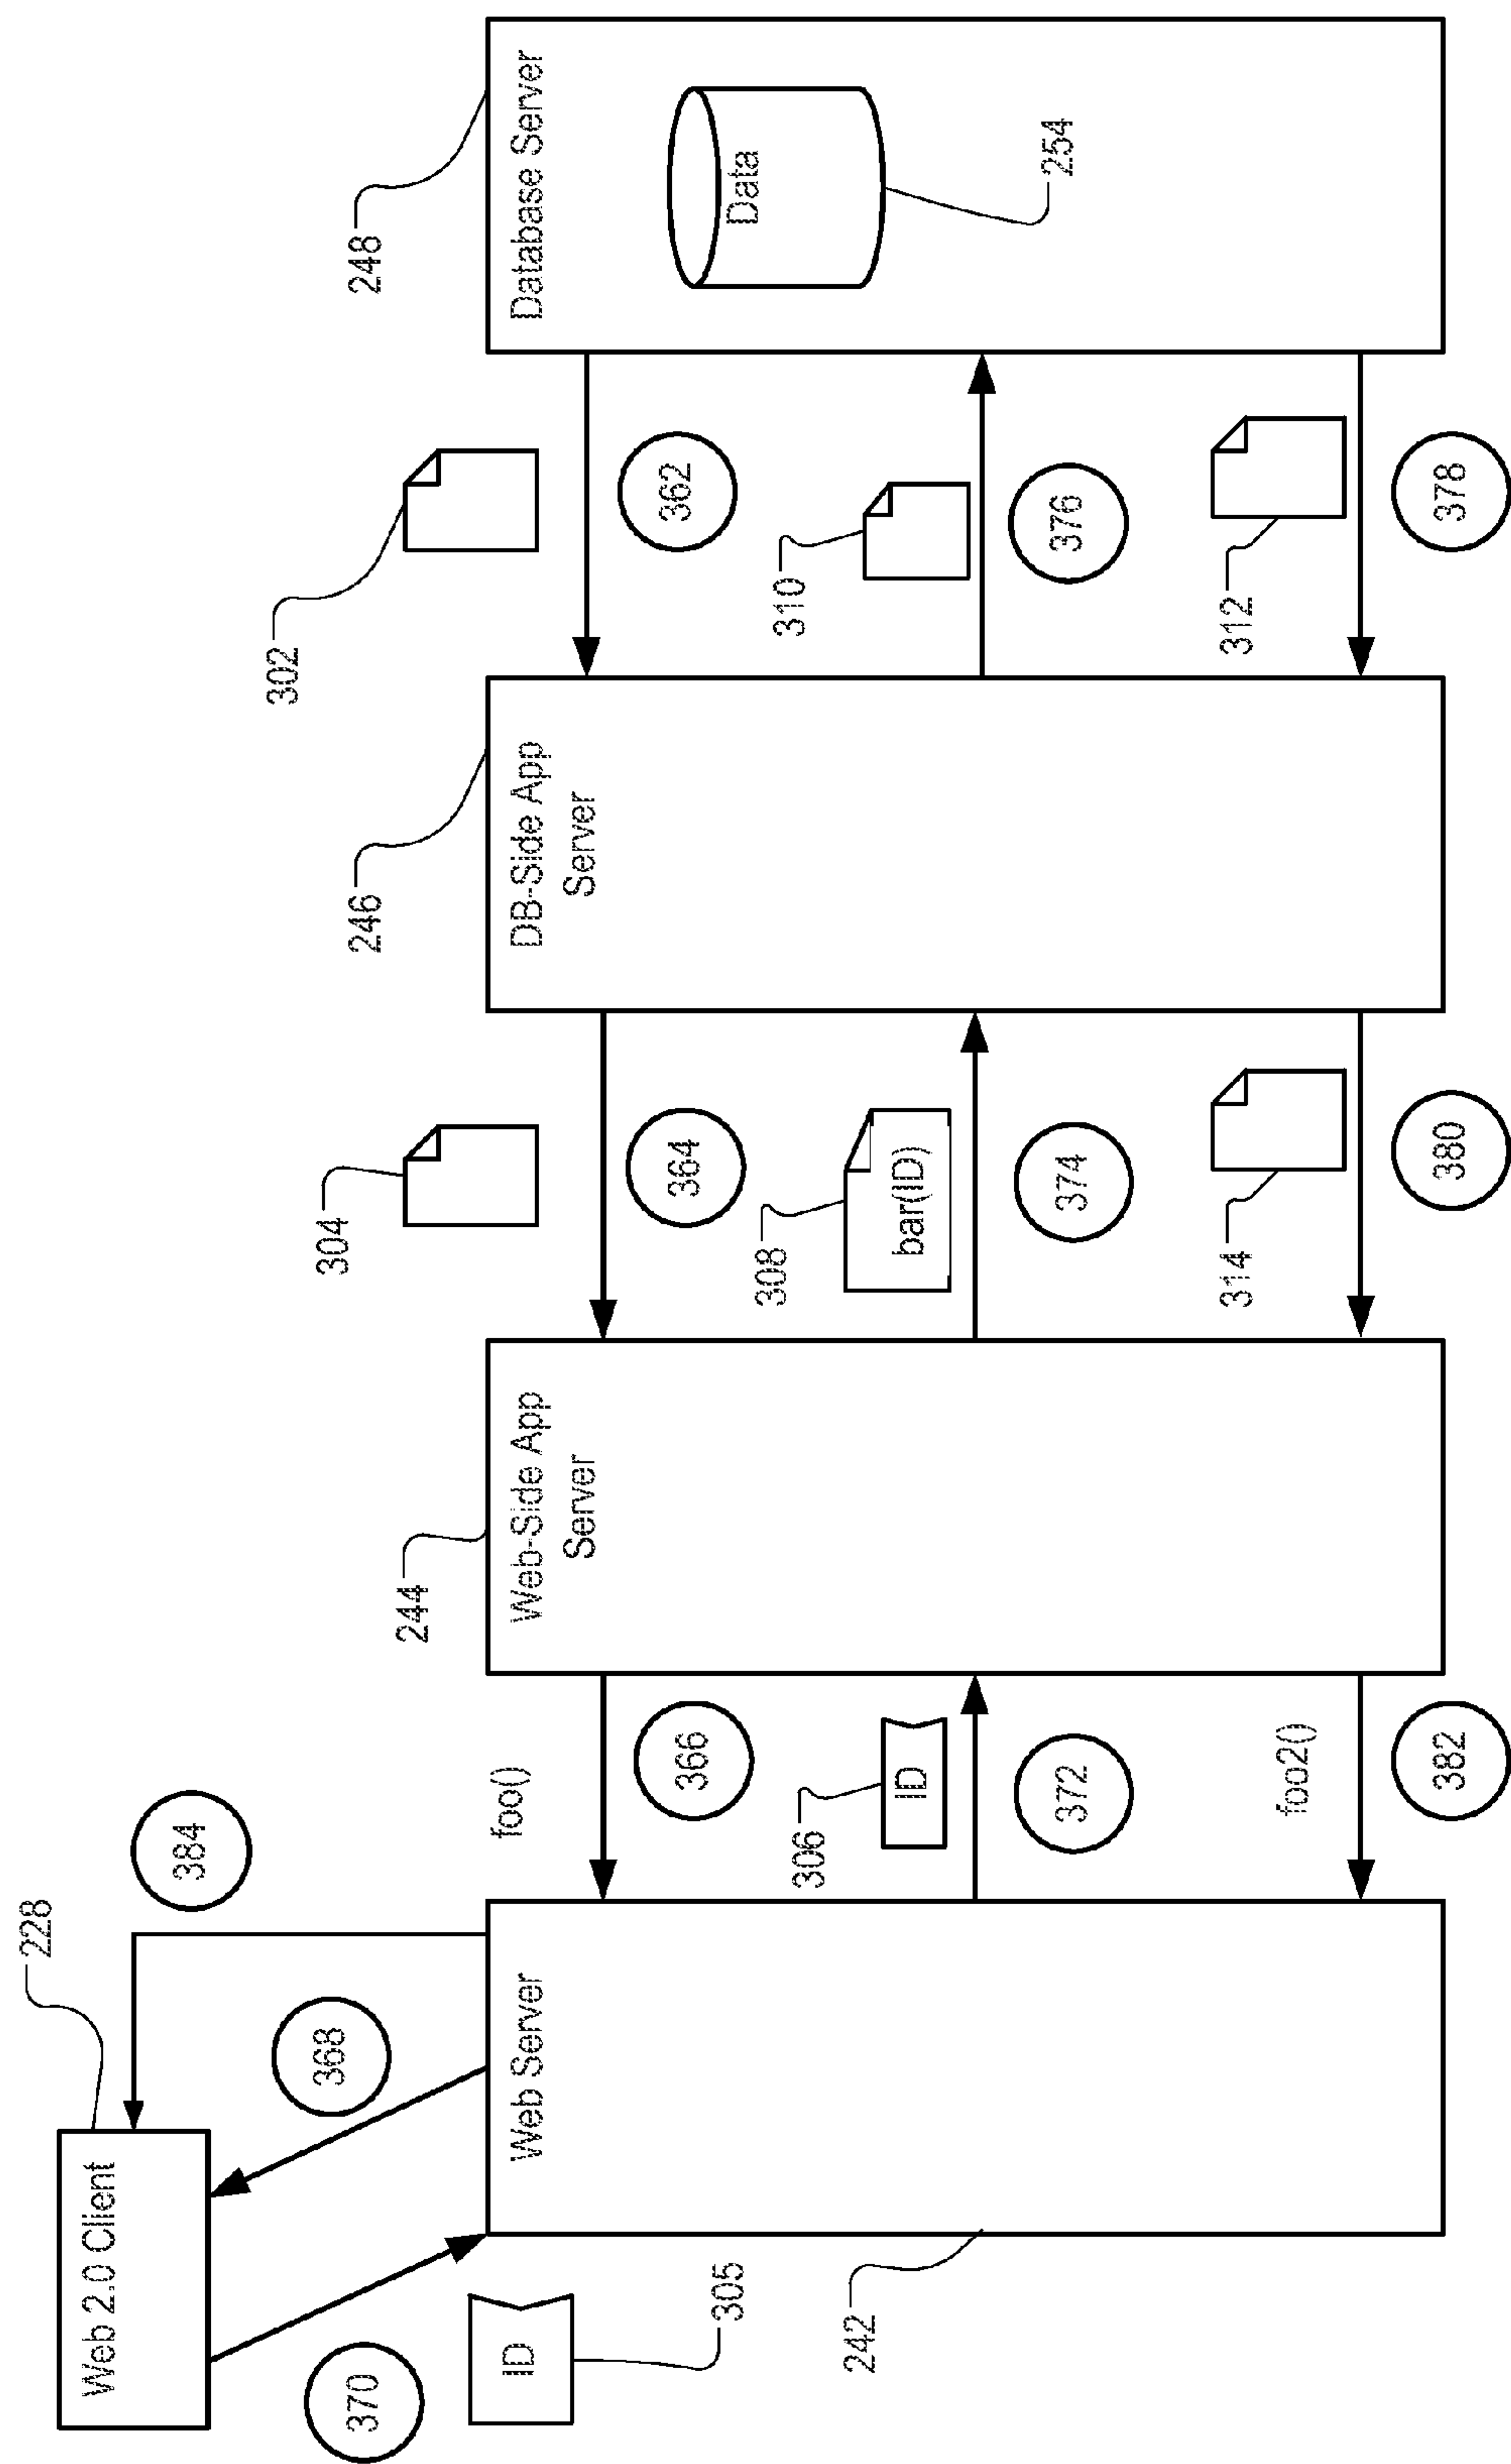 Web 2.0 Client
228
384
368
370
ID
305
Web Server
242
foo()
366
306
ID
372
foo2()
382
244
Web-Side App
Server
304
364
308
bar(ID)
374
314
380
246
DB-Side App
Server
302
362
310
376
312
378
248
Database Server
Data
254